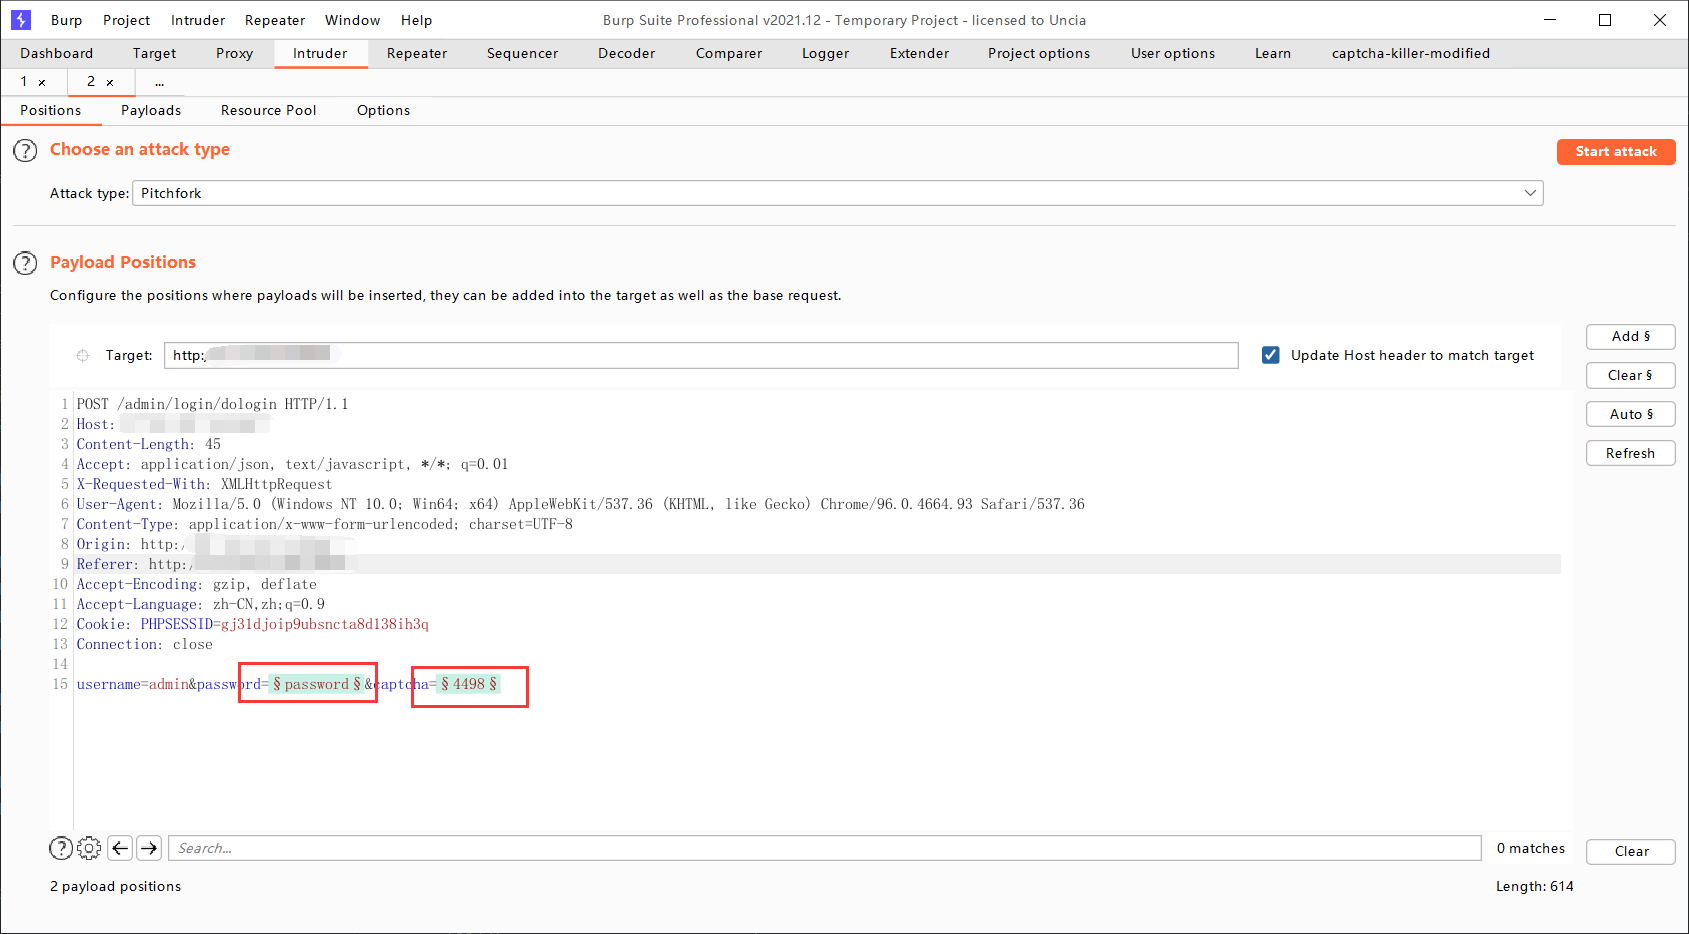 Burp Project Intruder Repeater Window Help Burp Suite Professional v2021.12 - Temporary Project - licensed to Uncia
Dashboard Target Proxy Intruder Repeater Sequencer Decoder Comparer Logger Extender Project options User options Learn captcha-killer-modified
1 × 2 × ...
Positions Payloads Resource Pool Options
? Choose an attack type Start attack
Attack type: Pitchfork
? Payload Positions
Configure the positions where payloads will be inserted, they can be added into the target as well as the base request.
Add §
Target: http:/ Update Host header to match target
Clear §
Auto §
Refresh
1 POST /admin/login/dologin HTTP/1.1
2 Host:
3 Content-Length: 45
4 Accept: application/json, text/javascript, */*; q=0.01
5 X-Requested-With: XMLHttpRequest
6 User-Agent: Mozilla/5.0 (Windows NT 10.0; Win64; x64) AppleWebKit/537.36 (KHTML, like Gecko) Chrome/96.0.4664.93 Safari/537.36
7 Content-Type: application/x-www-form-urlencoded; charset=UTF-8
8 Origin: http:/
9 Referer: http:/
10 Accept-Encoding: gzip, deflate
11 Accept-Language: zh-CN,zh;q=0.9
12 Cookie: PHPSESSID=gj31djoip9ubsncta8d138ih3q
13 Connection: close
14
15 username=admin&password=§password§&captcha=§4498§
? Search... 0 matches Clear
2 payload positions Length: 614